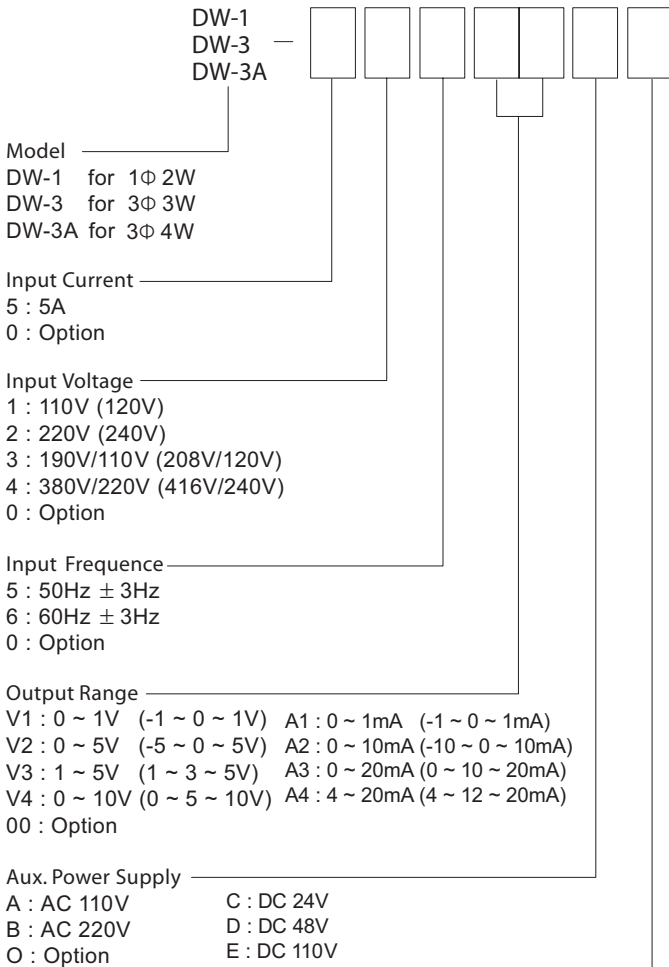 DW-1
DW-3 —
DW-3A
Model
DW-1 for 1Φ 2W
DW-3 for 3Φ 3W
DW-3A for 3Φ 4W
Input Current
5 : 5A
0 : Option
Input Voltage
1 : 110V (120V)
2 : 220V (240V)
3 : 190V/110V (208V/120V)
4 : 380V/220V (416V/240V)
0 : Option
Input Frequence
5 : 50Hz ± 3Hz
6 : 60Hz ± 3Hz
0 : Option
Output Range
V1 : 0 ~ 1V (-1 ~ 0 ~ 1V) A1 : 0 ~ 1mA (-1 ~ 0 ~ 1mA)
V2 : 0 ~ 5V (-5 ~ 0 ~ 5V) A2 : 0 ~ 10mA (-10 ~ 0 ~ 10mA)
V3 : 1 ~ 5V (1 ~ 3 ~ 5V) A3 : 0 ~ 20mA (0 ~ 10 ~ 20mA)
V4 : 0 ~ 10V (0 ~ 5 ~ 10V) A4 : 4 ~ 20mA (4 ~ 12 ~ 20mA)
00 : Option
Aux. Power Supply
A : AC 110V C : DC 24V
B : AC 220V D : DC 48V
O : Option E : DC 110V